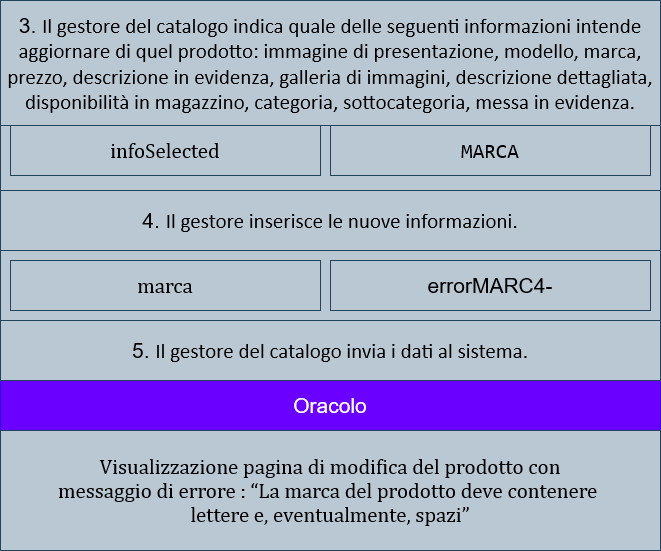 3. Il gestore del catalogo indica quale delle seguenti informazioni intende
aggiornare di quel prodotto: immagine di presentazione, modello, marca,
prezzo, descrizione in evidenza, galleria di immagini, descrizione dettagliata,
disponibilità in magazzino, categoria, sottocategoria, messa in evidenza.
infoSelected MARCA
4. Il gestore inserisce le nuove informazioni.
marca errorMARC4-
5. Il gestore del catalogo invia i dati al sistema.
Oracolo
Visualizzazione pagina di modifica del prodotto con
messaggio di errore : “La marca del prodotto deve contenere
lettere e, eventualmente, spazi”